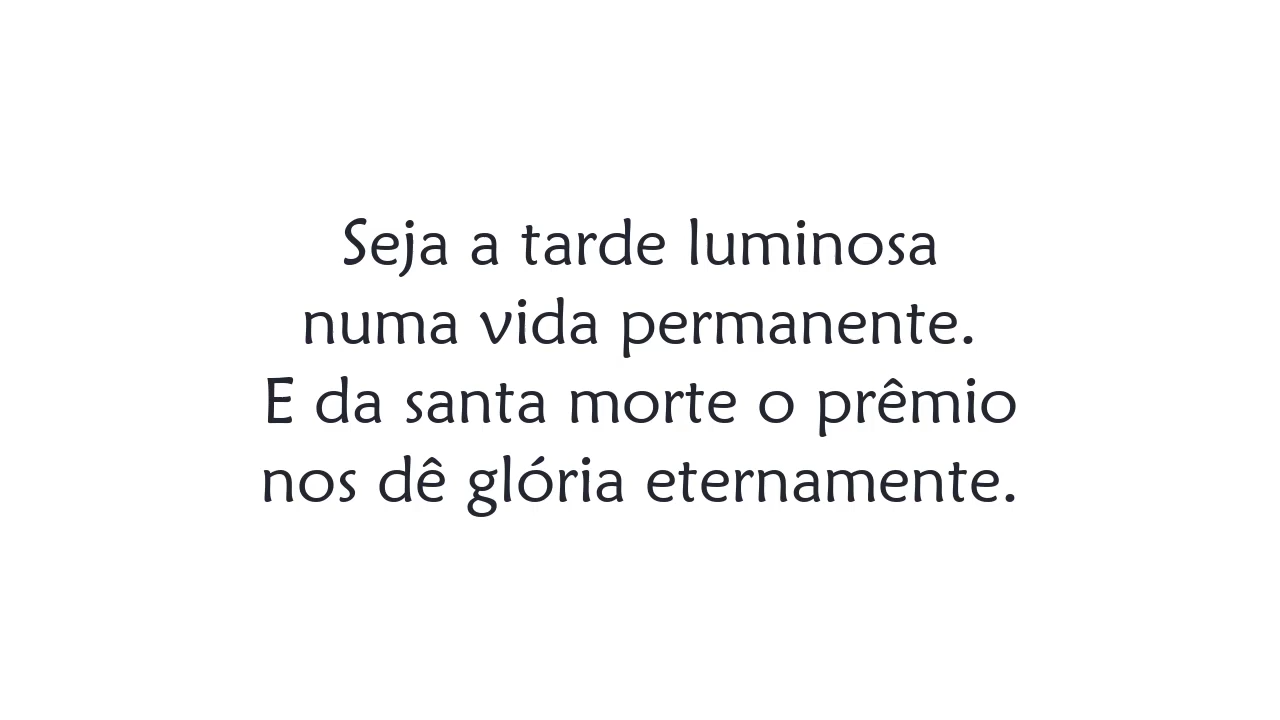 Seja a tarde luminosa
numa vida permanente.
E da santa morte o prêmio
nos dê glória eternamente.